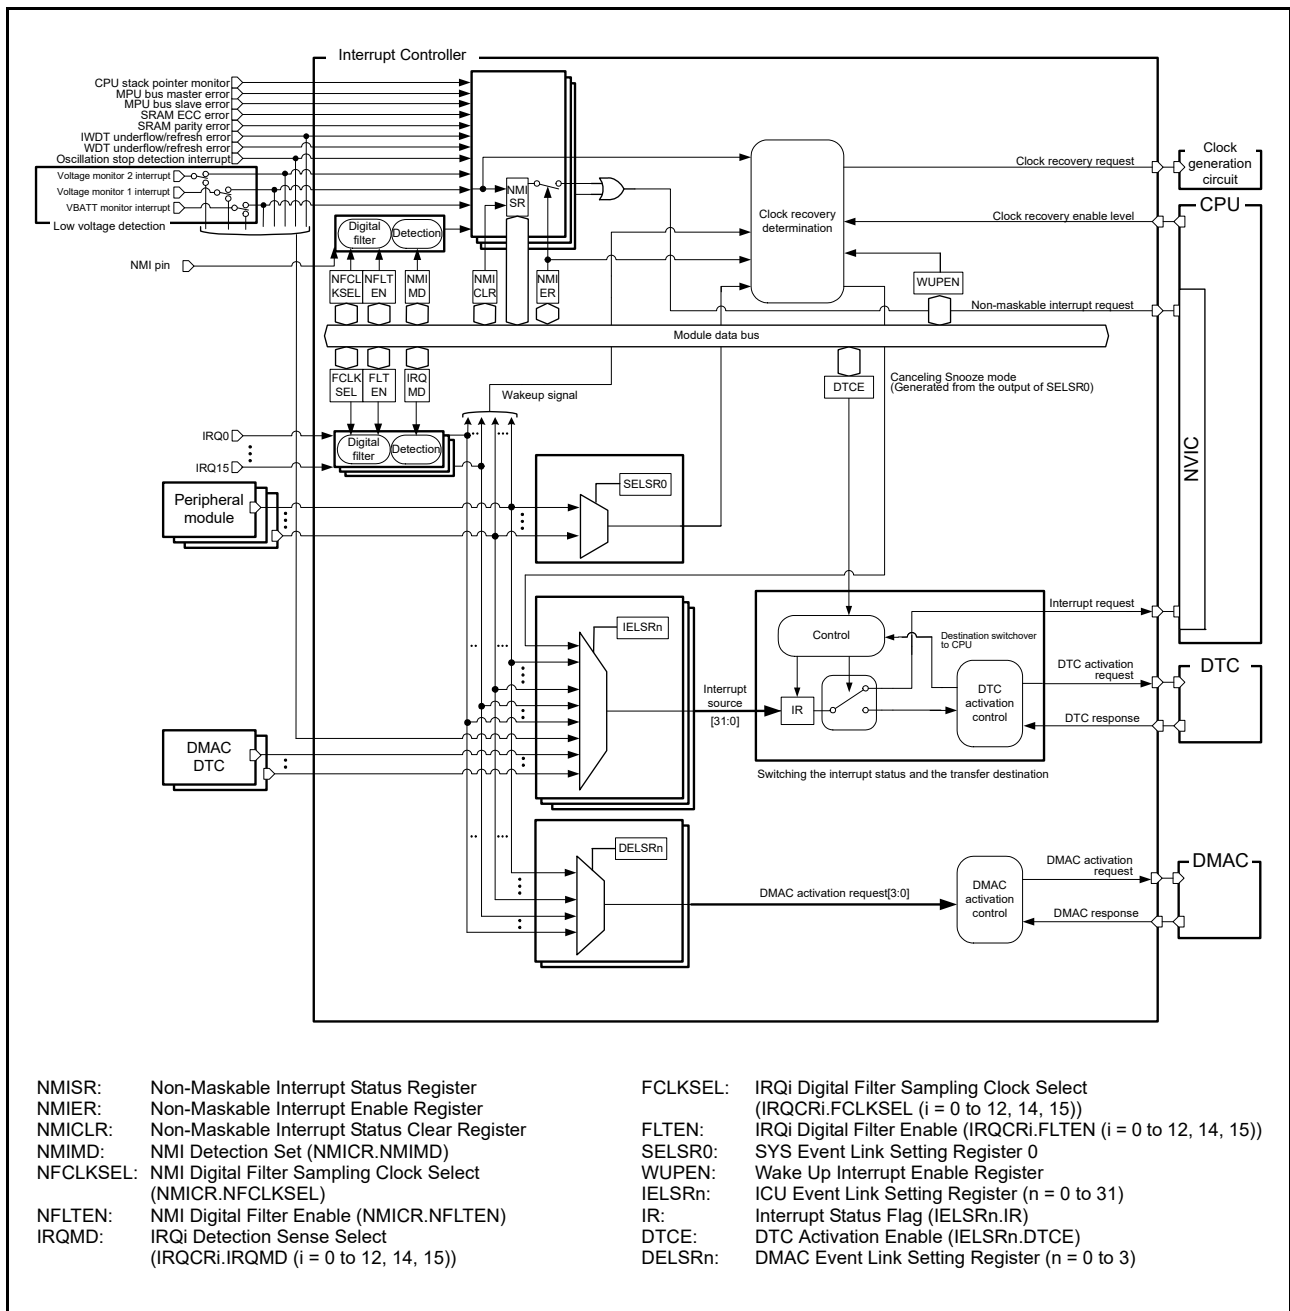 Interrupt Controller
CPU stack pointer monitor
MPU bus master error
MPU bus slave error
SRAM ECC error
SRAM parity error
IWDT underflow/refresh error
WDT underflow/refresh error
Oscillation stop detection interrupt
Voltage monitor 2 interrupt
Voltage monitor 1 interrupt
VBATT monitor interrupt
Low voltage detection
NMI pin
Digital
filter
Detection
NMI
SR
NFCL
KSEL
NFLT
EN
NMI
MD
NMI
CLR
NMI
ER
Clock recovery
determination
WUPEN
Clock recovery request
Clock recovery enable level
Non-maskable interrupt request
Clock
generation
circuit
CPU
NVIC
Module data bus
FCLK
SEL
FLT
EN
IRQ
MD
Wakeup signal
DTCE
Canceling Snooze mode
(Generated from the output of SELSR0)
IRQ0
IRQ15
Digital
filter
Detection
Peripheral
module
SELSR0
IELSRn
Interrupt
source
[31:0]
Control
IR
Destination switchover
to CPU
DTC
activation
control
Interrupt request
DTC activation
request
DTC response
DTC
Switching the interrupt status and the transfer destination
DMAC
DTC
DELSRn
DMAC activation request[3:0]
DMAC
activation
control
DMAC activation
request
DMAC response
DMAC
NMISR: Non-Maskable Interrupt Status Register
NMIER: Non-Maskable Interrupt Enable Register
NMICLR: Non-Maskable Interrupt Status Clear Register
NMIMD: NMI Detection Set (NMICR.NMIMD)
NFCLKSEL: NMI Digital Filter Sampling Clock Select
(NMICR.NFCLKSEL)
NFLTEN: NMI Digital Filter Enable (NMICR.NFLTEN)
IRQMD: IRQi Detection Sense Select
(IRQCRi.IRQMD (i = 0 to 12, 14, 15))
FCLKSEL: IRQi Digital Filter Sampling Clock Select
(IRQCRi.FCLKSEL (i = 0 to 12, 14, 15))
FLTEN: IRQi Digital Filter Enable (IRQCRi.FLTEN (i = 0 to 12, 14, 15))
SELSR0: SYS Event Link Setting Register 0
WUPEN: Wake Up Interrupt Enable Register
IELSRn: ICU Event Link Setting Register (n = 0 to 31)
IR: Interrupt Status Flag (IELSRn.IR)
DTCE: DTC Activation Enable (IELSRn.DTCE)
DELSRn: DMAC Event Link Setting Register (n = 0 to 3)